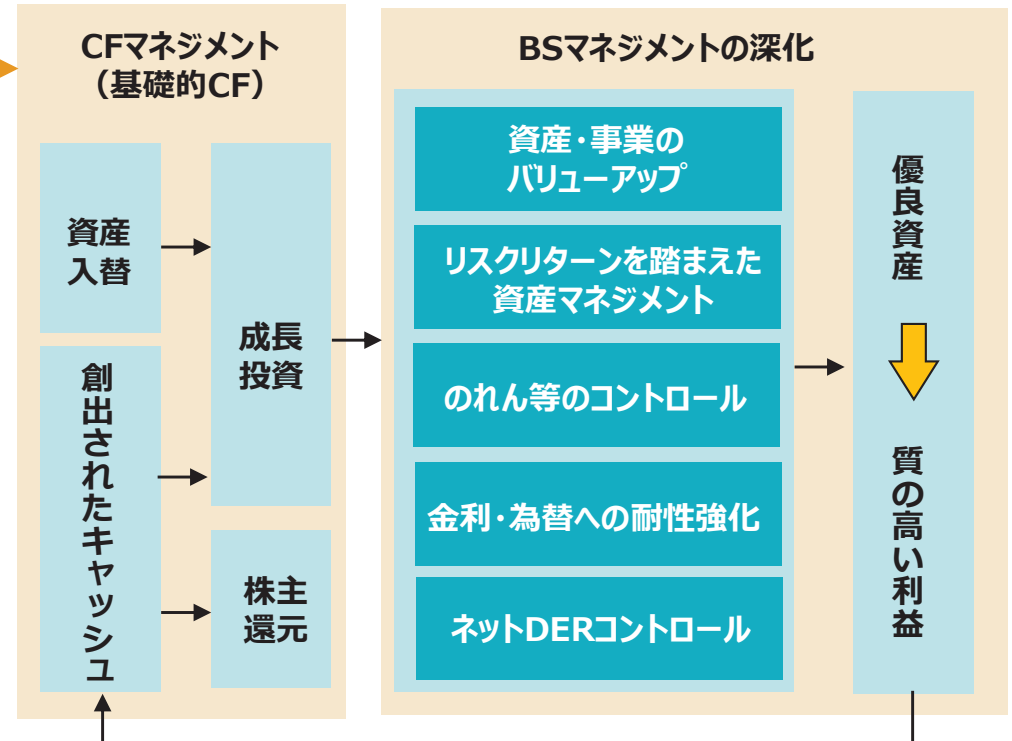 CFマネジメント
（基礎的CF）
資産
入替
創出されたキャッシュ
成長
投資
株主
還元
BSマネジメントの深化
資産・事業の
バリューアップ
リスクリターンを踏まえた
資産マネジメント
のれん等のコントロール
金利・為替への耐性強化
ネットDERコントロール
優良資産
質の高い利益